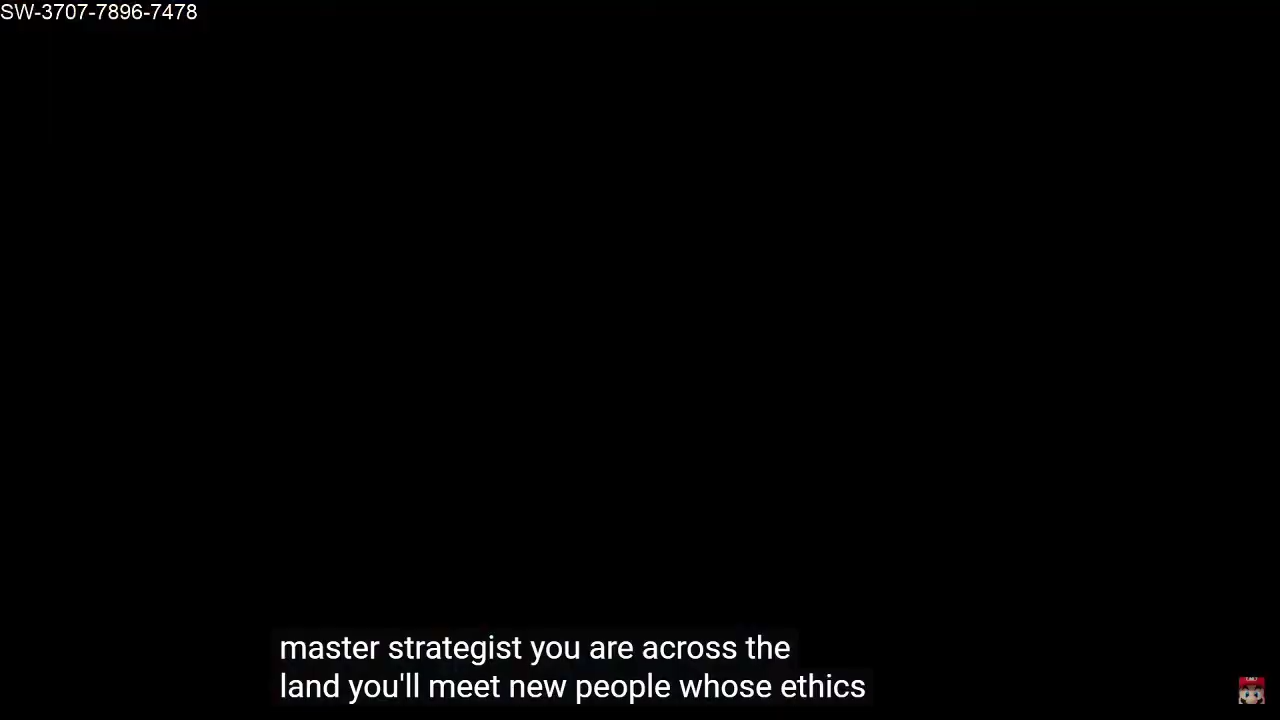 SW-3707-7896-7478
master strategist you are across the
land you'll meet new people whose ethics